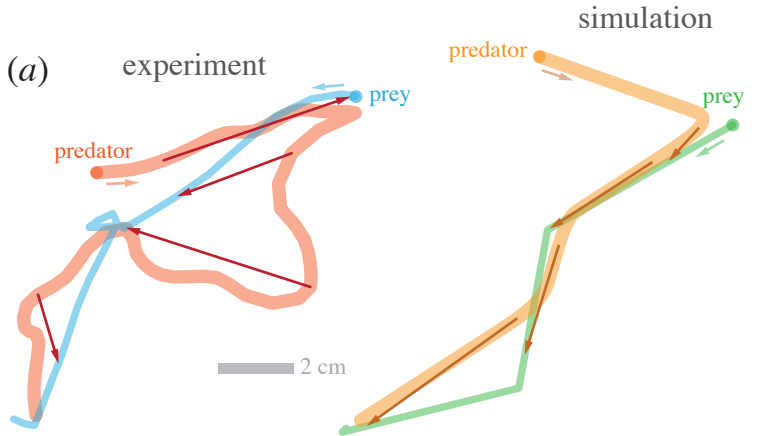 (a)
experiment
simulation
predator
prey
predator
prey
2 cm